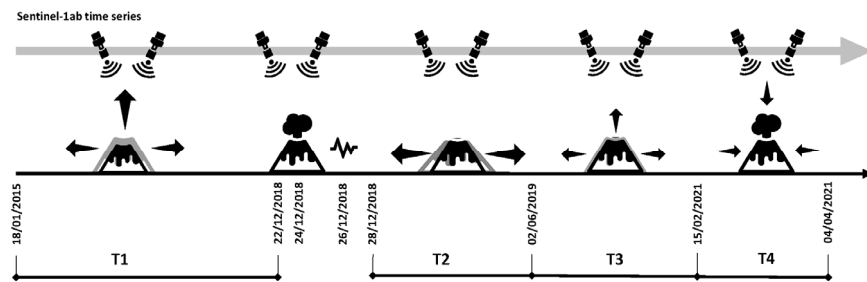 Sentinel-1ab time series
18/01/2015
22/12/2018
24/12/2018
26/12/2018
28/12/2018
02/06/2019
15/02/2021
04/04/2021
T1
T2
T3
T4